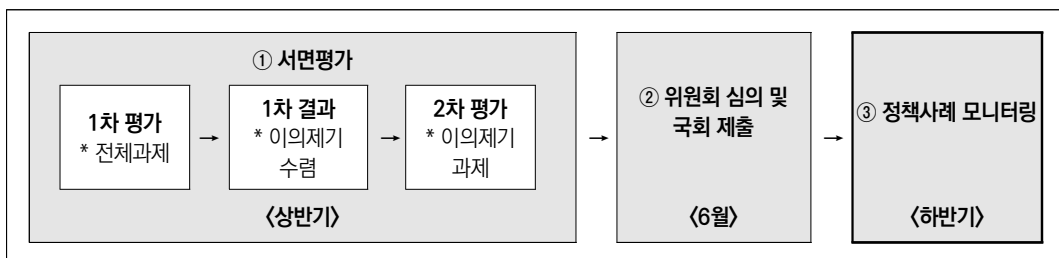 ① 서면평가
1차 평가
* 전체과제
→
1차 결과
* 이의제기
수렴
→
2차 평가
* 이의제기
과제
〈상반기〉
→
② 위원회 심의 및
국회 제출
〈6월〉
→
③ 정책사례 모니터링
〈하반기〉